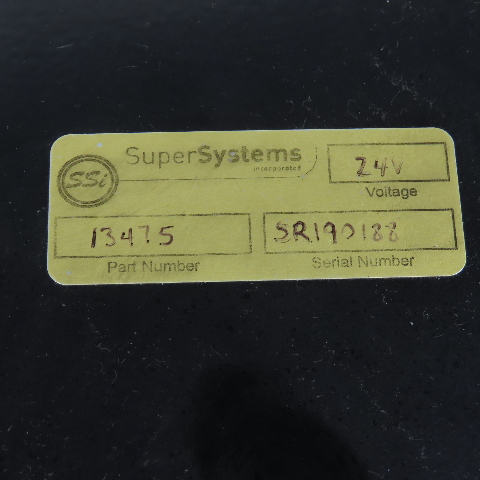 SSi
SuperSystems
incorporated
24V
Voltage
13475
Part Number
SR190188
Serial Number